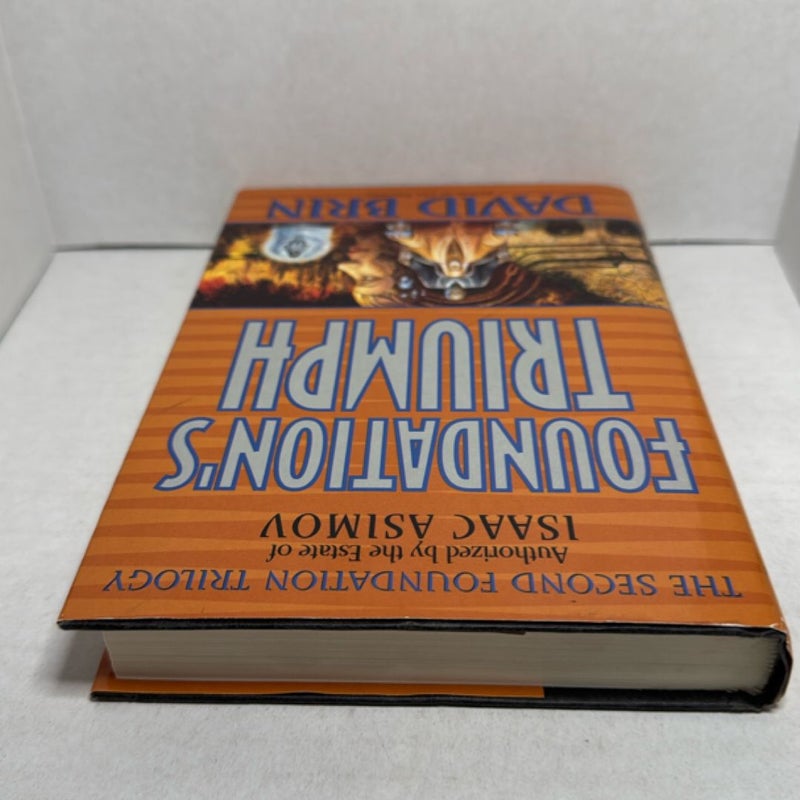 THE SECOND FOUNDATION TRILOGY
Authorized by the Estate of
ISAAC ASIMOV
FOUNDATION'S
TRIUMPH
DAVID BRIN